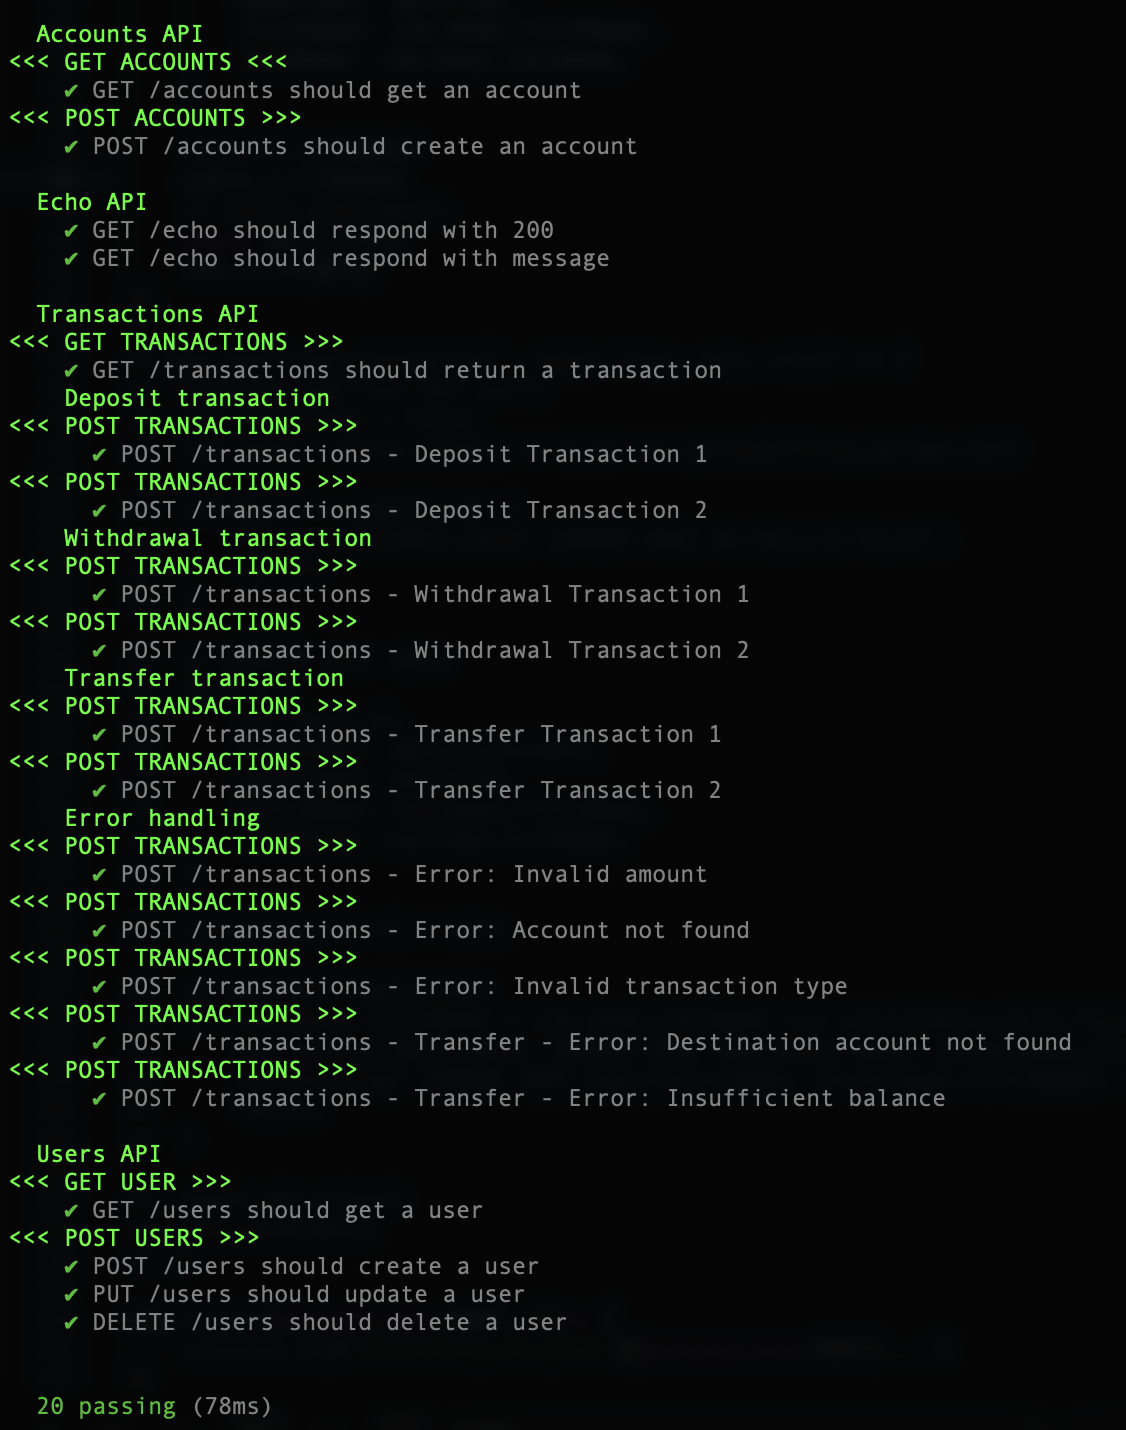 Accounts API
<<< GET ACCOUNTS <<<
✔ GET /accounts should get an account
<<< POST ACCOUNTS >>>
✔ POST /accounts should create an account
Echo API
✔ GET /echo should respond with 200
✔ GET /echo should respond with message
Transactions API
<<< GET TRANSACTIONS >>>
✔ GET /transactions should return a transaction
Deposit transaction
<<< POST TRANSACTIONS >>>
✔ POST /transactions - Deposit Transaction 1
<<< POST TRANSACTIONS >>>
✔ POST /transactions - Deposit Transaction 2
Withdrawal transaction
<<< POST TRANSACTIONS >>>
✔ POST /transactions - Withdrawal Transaction 1
<<< POST TRANSACTIONS >>>
✔ POST /transactions - Withdrawal Transaction 2
Transfer transaction
<<< POST TRANSACTIONS >>>
✔ POST /transactions - Transfer Transaction 1
<<< POST TRANSACTIONS >>>
✔ POST /transactions - Transfer Transaction 2
Error handling
<<< POST TRANSACTIONS >>>
✔ POST /transactions - Error: Invalid amount
<<< POST TRANSACTIONS >>>
✔ POST /transactions - Error: Account not found
<<< POST TRANSACTIONS >>>
✔ POST /transactions - Error: Invalid transaction type
<<< POST TRANSACTIONS >>>
✔ POST /transactions - Transfer - Error: Destination account not found
<<< POST TRANSACTIONS >>>
✔ POST /transactions - Transfer - Error: Insufficient balance
Users API
<<< GET USER >>>
✔ GET /users should get a user
<<< POST USERS >>>
✔ POST /users should create a user
✔ PUT /users should update a user
✔ DELETE /users should delete a user
20 passing (78ms)